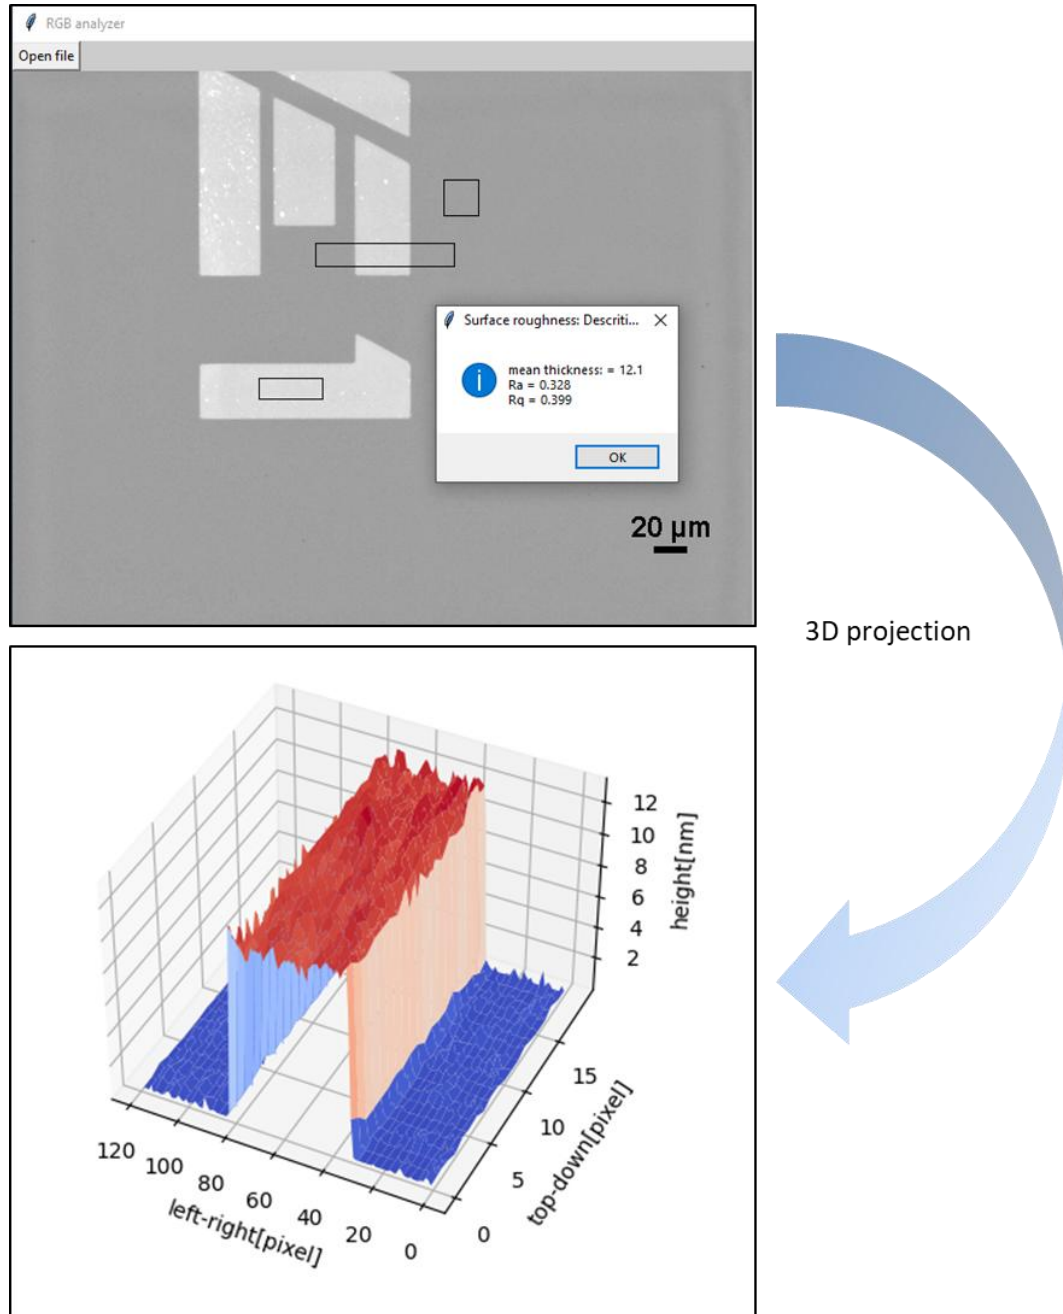 RGB analyzer
Open file
Surface roughness: Descriti...
mean thickness: = 12.1
Ra = 0.328
Rq = 0.399
OK
20 µm
3D projection
12
10
8
6
4
2
height[nm]
15
10
5
0
top-down[pixel]
120
100
80
60
40
20
0
left-right[pixel]